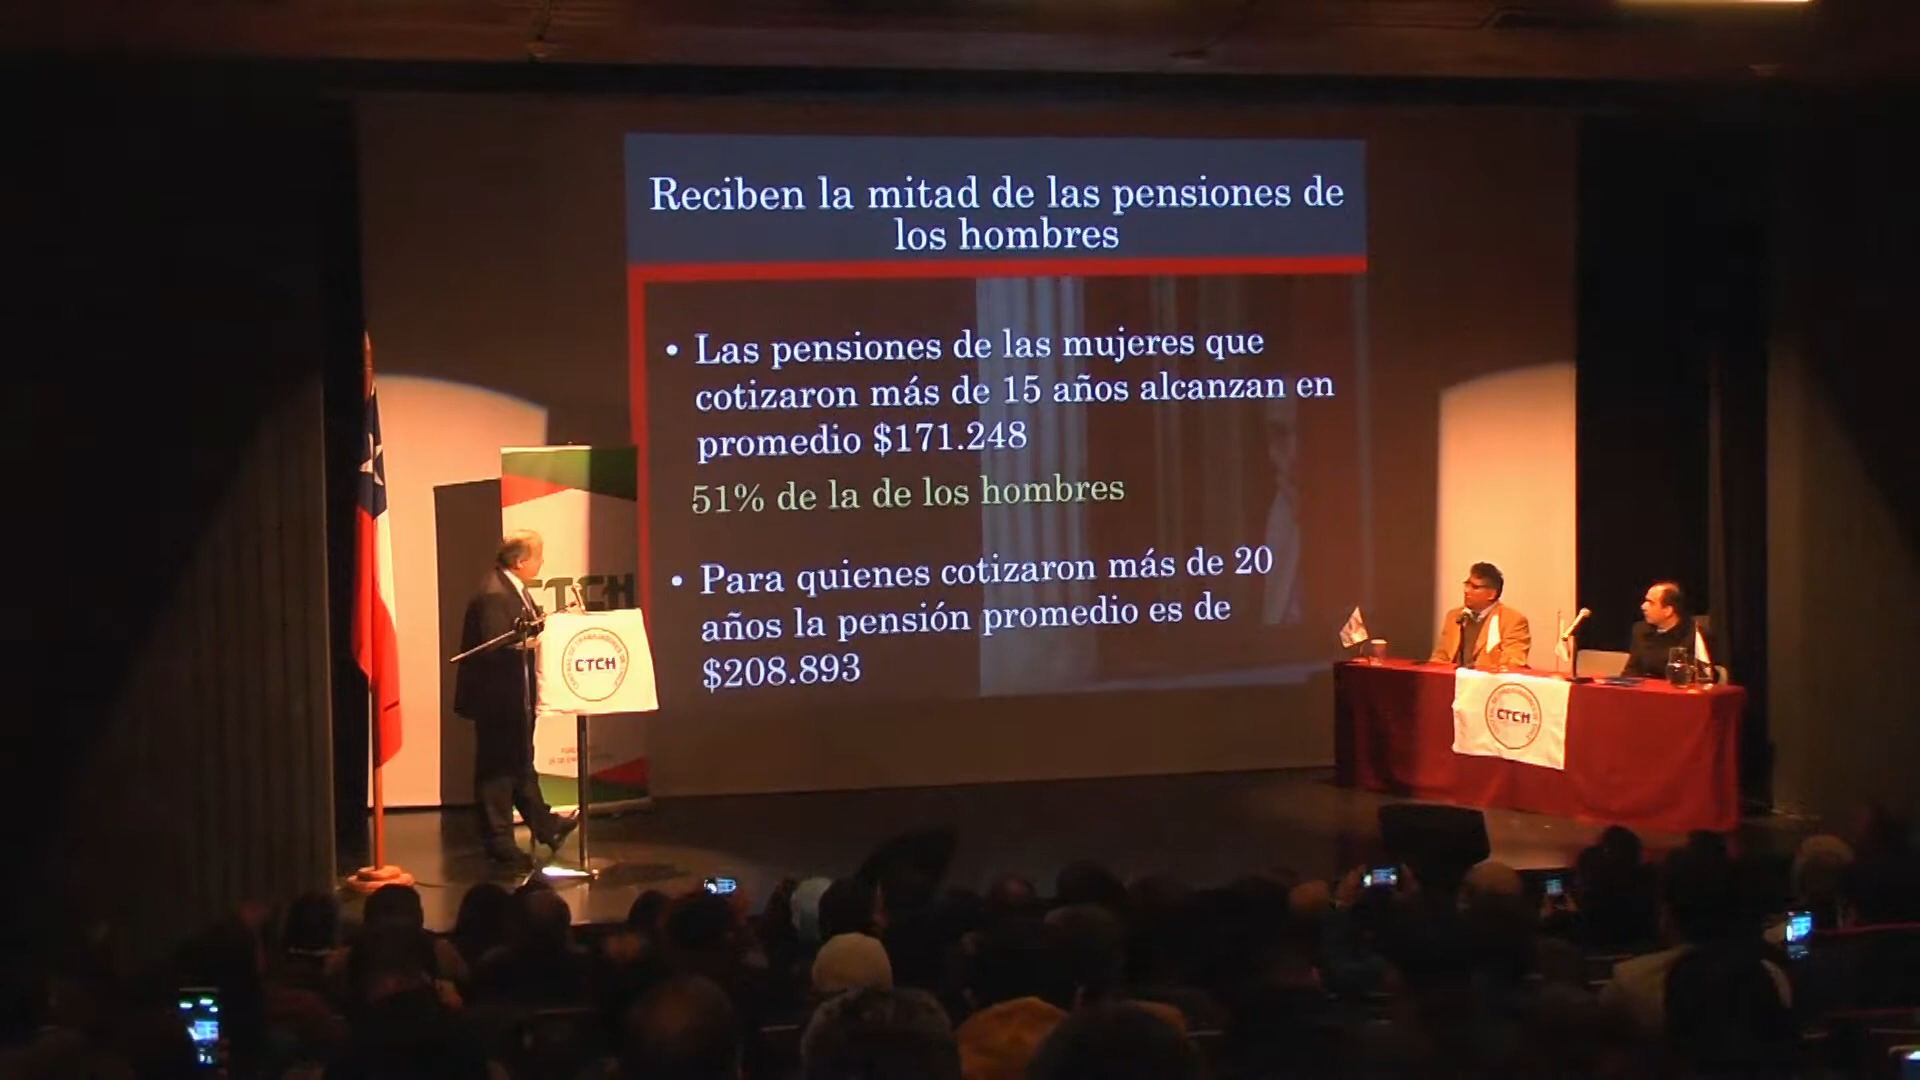 Reciben la mitad de las pensiones de
los hombres
• Las pensiones de las mujeres que
cotizaron más de 15 años alcanzan en
promedio $171.248
51% de la de los hombres
• Para quienes cotizaron más de 20
años la pensión promedio es de
$208.893
CTCH
CTCH
CTCH